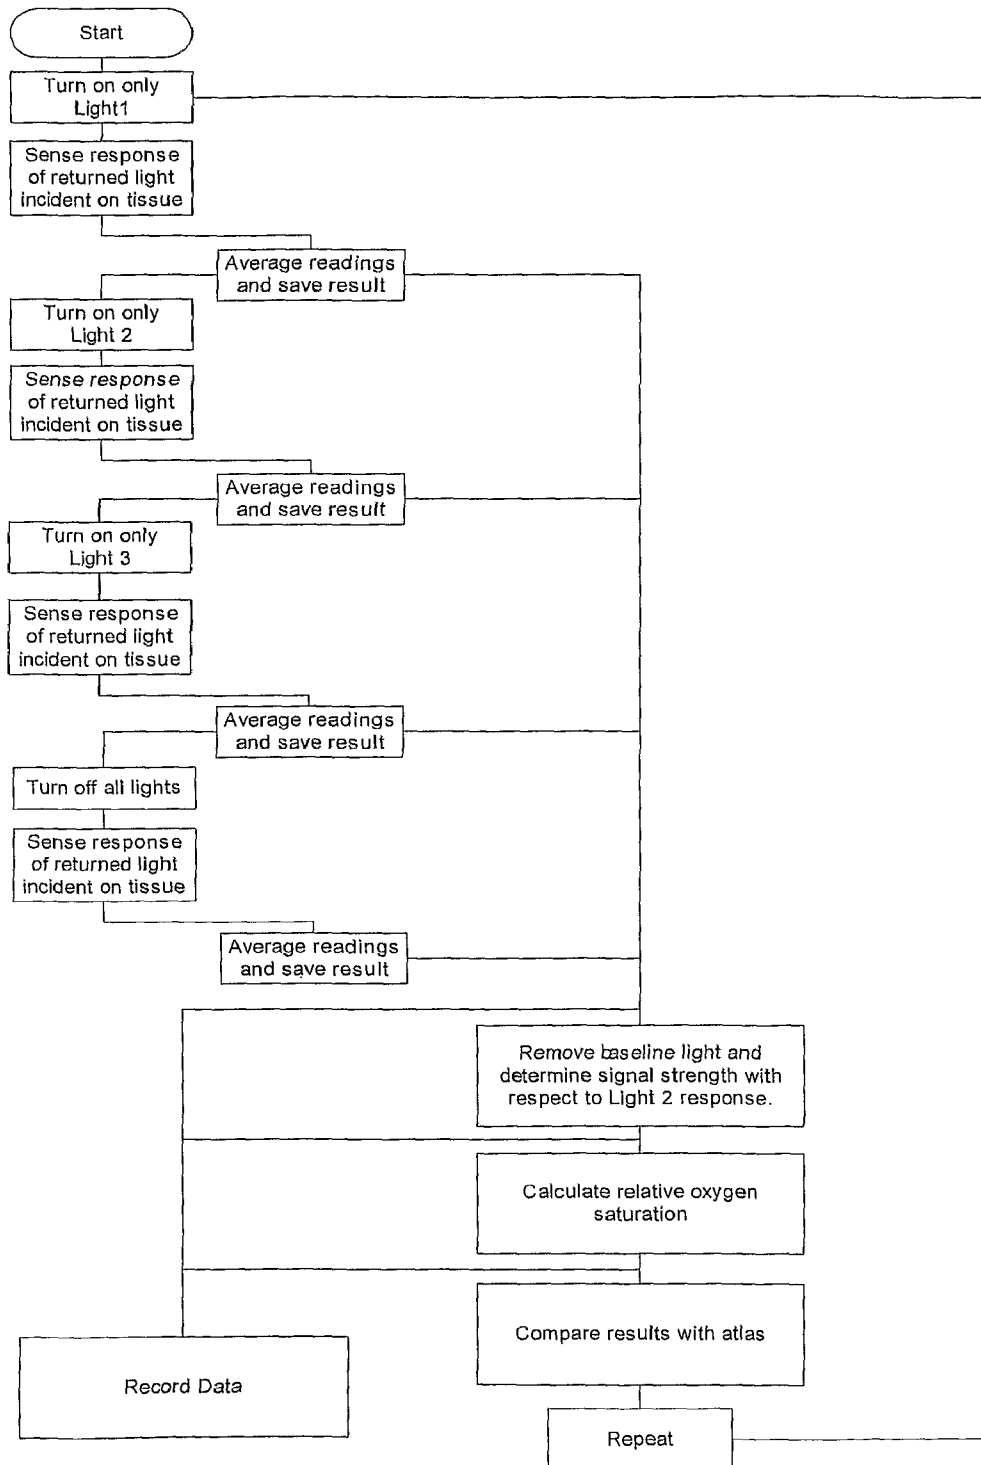 Start
Turn on only
Light1
Sense response
of returned light
incident on tissue
Average readings
and save result
Turn on only
Light 2
Sense response
of returned light
incident on tissue
Average readings
and save result
Turn on only
Light 3
Sense response
of returned light
incident on tissue
Average readings
and save result
Turn off all lights
Sense response
of returned light
incident on tissue
Average readings
and save result
Remove baseline light and
determine signal strength with
respect to Light 2 response.
Calculate relative oxygen
saturation
Compare results with atlas
Record Data
Repeat